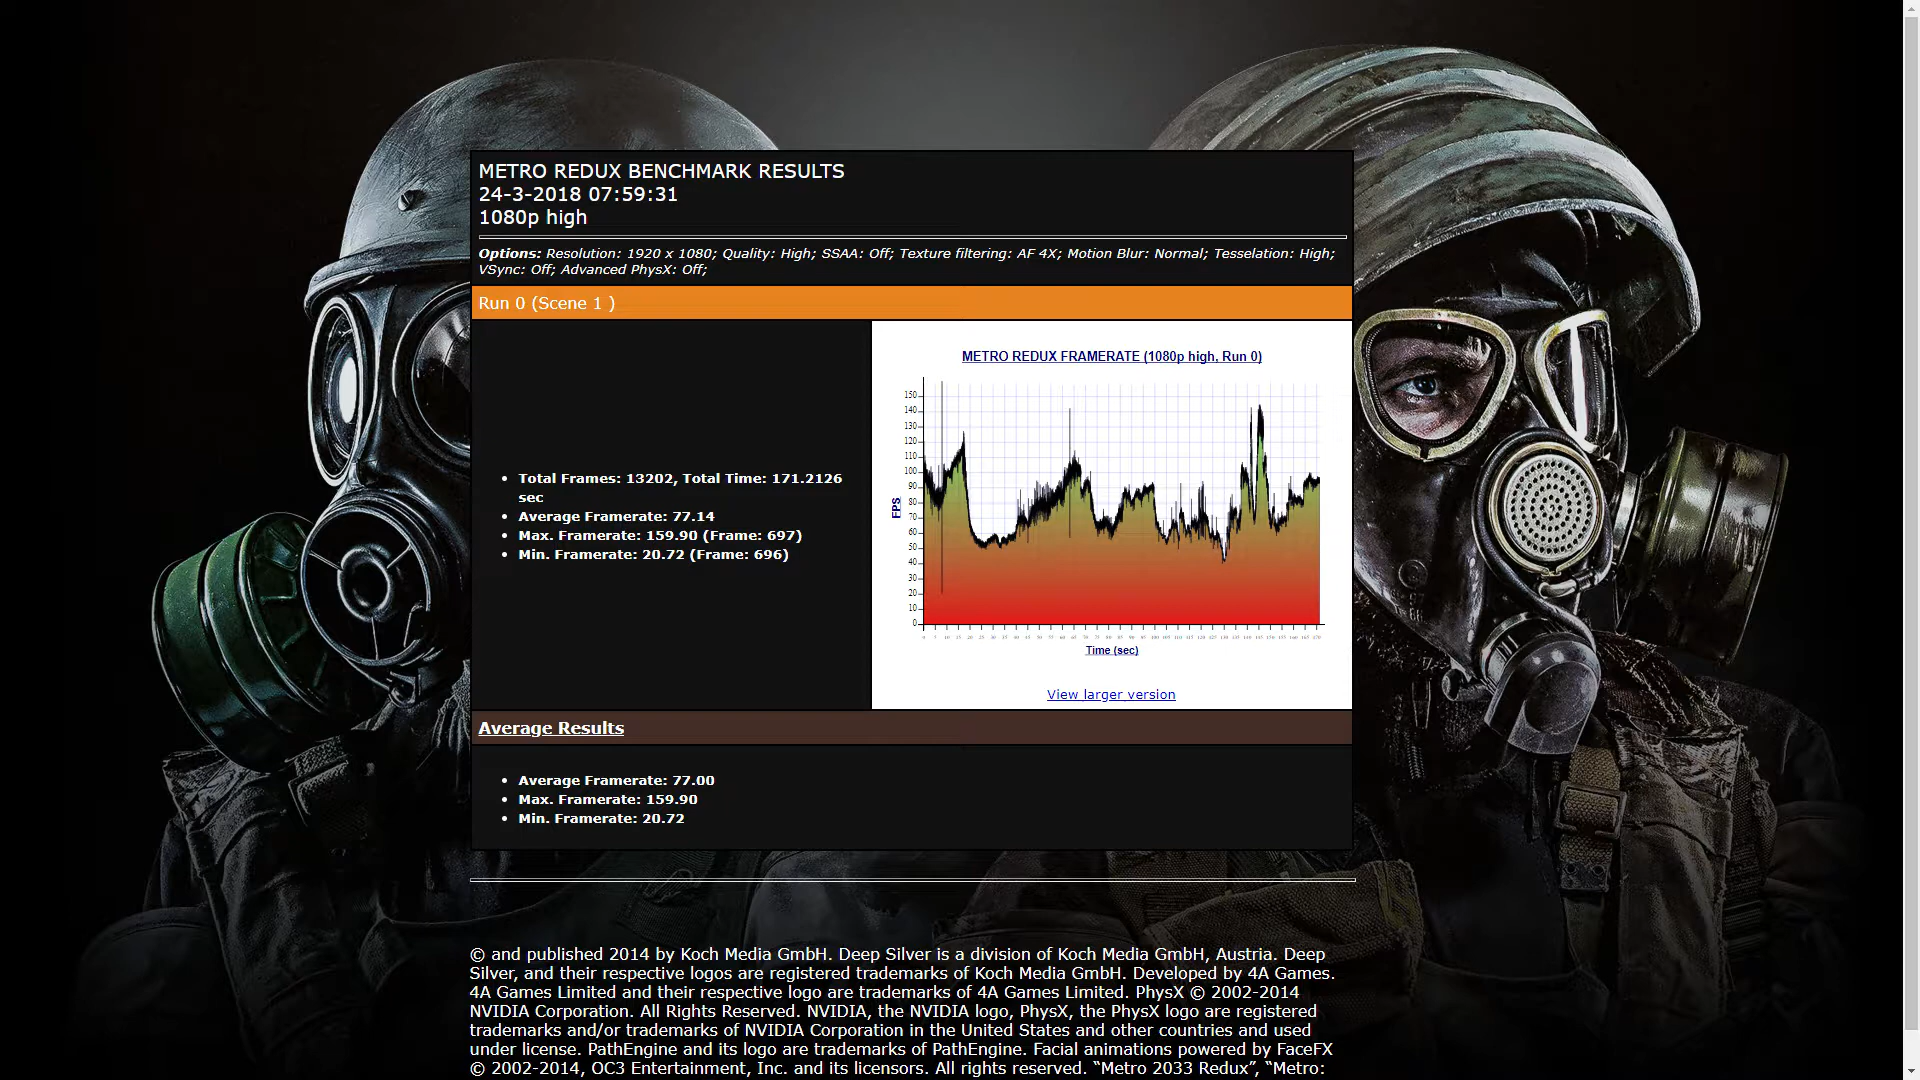 METRO REDUX BENCHMARK RESULTS
24-3-2018 07:59:31
1080p high
Options: Resolution: 1920 x 1080; Quality: High; SSAA: Off; Texture filtering: AF 4X; Motion Blur: Normal; Tesselation: High;
VSync: Off; Advanced PhysX: Off;
Run 0 (Scene 1 )
Total Frames: 13202, Total Time: 171.2126
sec
Average Framerate: 77.14
Max. Framerate: 159.90 (Frame: 697)
Min. Framerate: 20.72 (Frame: 696)
METRO REDUX FRAMERATE (1080p high, Run 0)
FPS
150
140
130
120
110
100
90
80
70
60
50
40
30
20
10
0
Time (sec)
View larger version
Average Results
Average Framerate: 77.00
Max. Framerate: 159.90
Min. Framerate: 20.72
© and published 2014 by Koch Media GmbH. Deep Silver is a division of Koch Media GmbH, Austria. Deep
Silver, and their respective logos are registered trademarks of Koch Media GmbH. Developed by 4A Games.
4A Games Limited and their respective logo are trademarks of 4A Games Limited. PhysX © 2002-2014
NVIDIA Corporation. All Rights Reserved. NVIDIA, the NVIDIA logo, PhysX, the PhysX logo are registered
trademarks and/or trademarks of NVIDIA Corporation in the United States and other countries and used
under license. PathEngine and its logo are trademarks of PathEngine. Facial animations powered by FaceFX
© 2002-2014, OC3 Entertainment, Inc. and its licensors. All rights reserved. “Metro 2033 Redux”, “Metro: